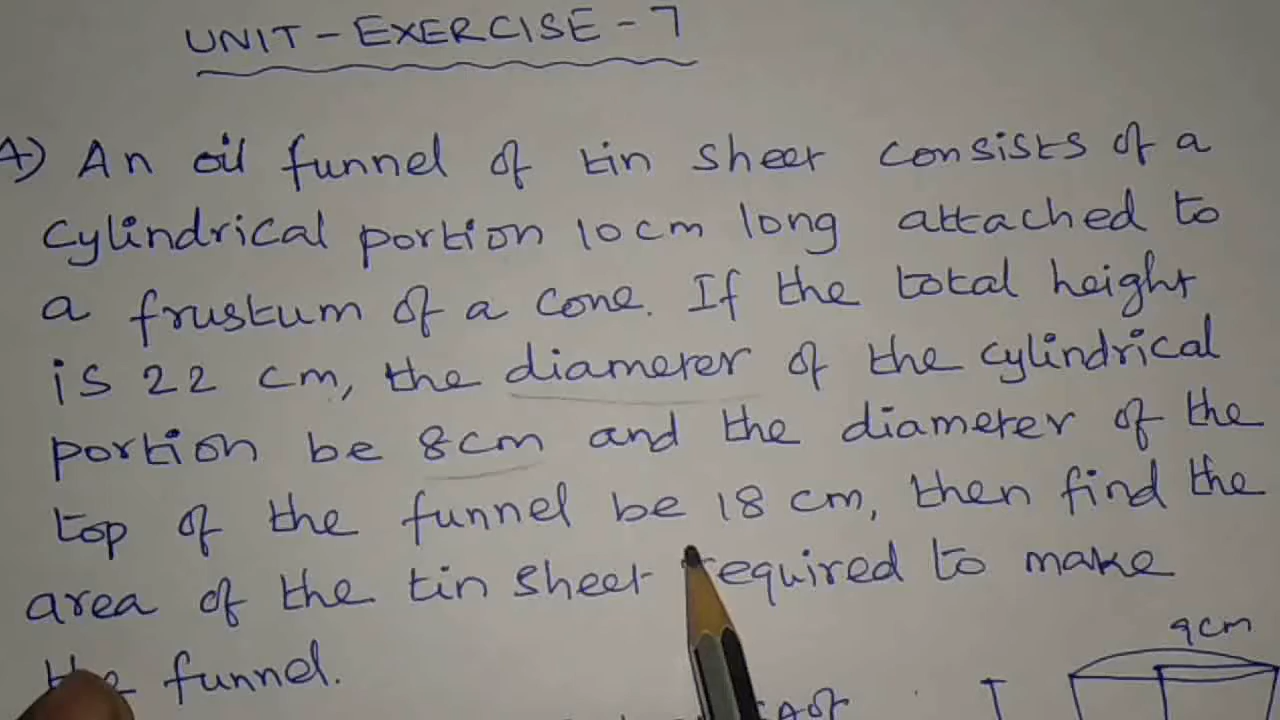 UNIT - EXERCISE - 7
A) An oil funnel of tin sheet consists of a
cylindrical portion 10cm long attached to
a frustum of a cone. If the total height
is 22 cm, the diameter of the cylindrical
portion be 8cm and the diameter of the
top of the funnel be 18 cm, then find the
area of the tin sheet required to make
the funnel.
9cm